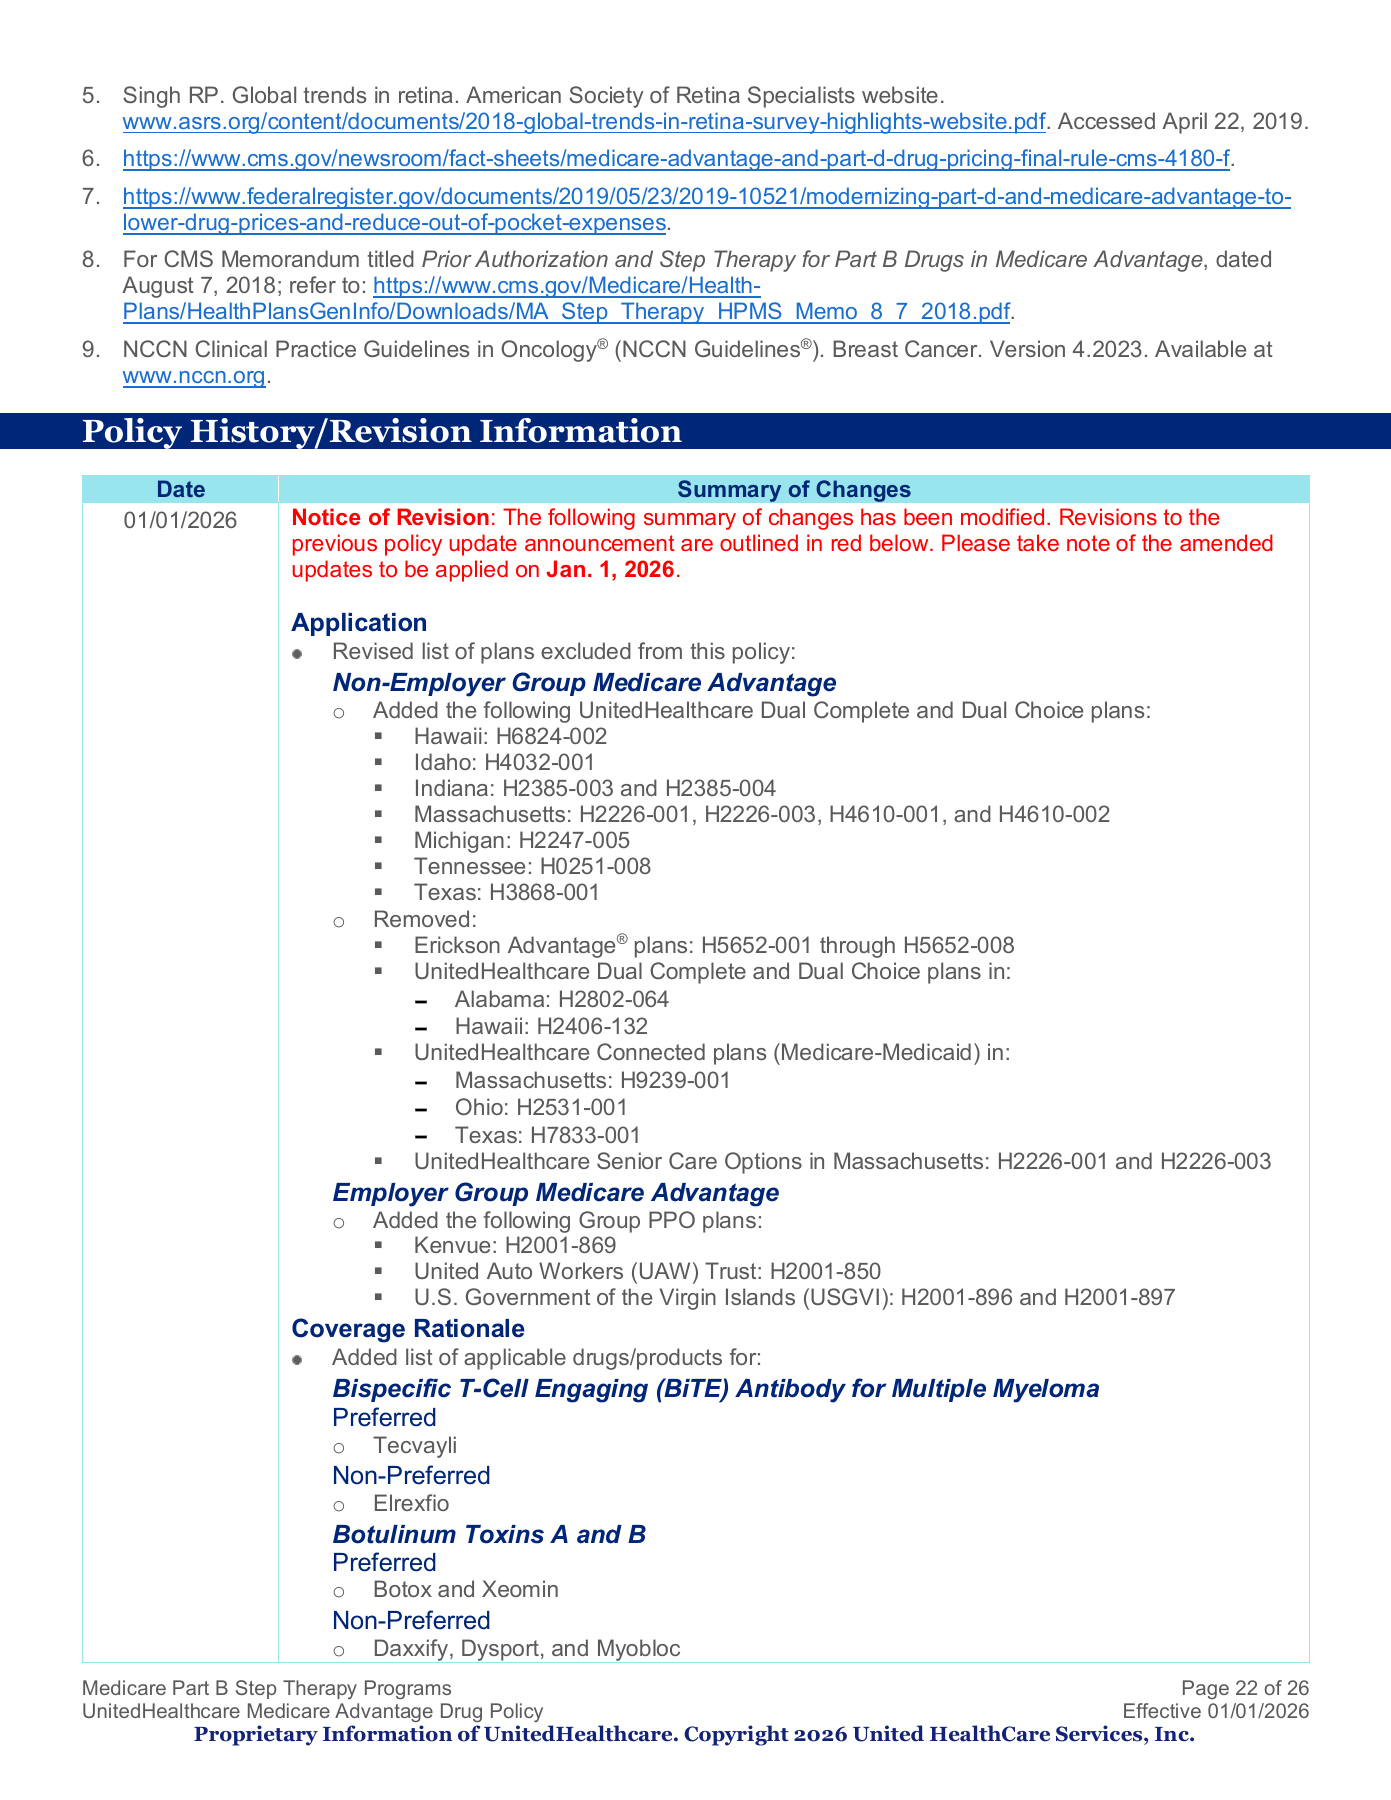 5. Singh RP. Global trends in retina. American Society of Retina Specialists website.
www.asrs.org/content/documents/2018-global-trends-in-retina-survey-highlights-website.pdf. Accessed April 22, 2019.
6. https://www.cms.gov/newsroom/fact-sheets/medicare-advantage-and-part-d-drug-pricing-final-rule-cms-4180-f.
7. https://www.federalregister.gov/documents/2019/05/23/2019-10521/modernizing-part-d-and-medicare-advantage-to-
lower-drug-prices-and-reduce-out-of-pocket-expenses.
8. For CMS Memorandum titled Prior Authorization and Step Therapy for Part B Drugs in Medicare Advantage, dated
August 7, 2018; refer to: https://www.cms.gov/Medicare/Health-
Plans/HealthPlansGenInfo/Downloads/MA_Step_Therapy_HPMS_Memo_8_7_2018.pdf.
9. NCCN Clinical Practice Guidelines in Oncology® (NCCN Guidelines®). Breast Cancer. Version 4.2023. Available at
www.nccn.org.
Policy History/Revision Information
Date Summary of Changes
01/01/2026 Notice of Revision: The following summary of changes has been modified. Revisions to the
previous policy update announcement are outlined in red below. Please take note of the amended
updates to be applied on Jan. 1, 2026.
Application
● Revised list of plans excluded from this policy:
Non-Employer Group Medicare Advantage
o Added the following UnitedHealthcare Dual Complete and Dual Choice plans:
▪ Hawaii: H6824-002
▪ Idaho: H4032-001
▪ Indiana: H2385-003 and H2385-004
▪ Massachusetts: H2226-001, H2226-003, H4610-001, and H4610-002
▪ Michigan: H2247-005
▪ Tennessee: H0251-008
▪ Texas: H3868-001
o Removed:
▪ Erickson Advantage® plans: H5652-001 through H5652-008
▪ UnitedHealthcare Dual Complete and Dual Choice plans in:
– Alabama: H2802-064
– Hawaii: H2406-132
▪ UnitedHealthcare Connected plans (Medicare-Medicaid) in:
– Massachusetts: H9239-001
– Ohio: H2531-001
– Texas: H7833-001
▪ UnitedHealthcare Senior Care Options in Massachusetts: H2226-001 and H2226-003
Employer Group Medicare Advantage
o Added the following Group PPO plans:
▪ Kenvue: H2001-869
▪ United Auto Workers (UAW) Trust: H2001-850
▪ U.S. Government of the Virgin Islands (USGVI): H2001-896 and H2001-897
Coverage Rationale
● Added list of applicable drugs/products for:
Bispecific T-Cell Engaging (BiTE) Antibody for Multiple Myeloma
Preferred
o Tecvayli
Non-Preferred
o Elrexfio
Botulinum Toxins A and B
Preferred
o Botox and Xeomin
Non-Preferred
o Daxxify, Dysport, and Myobloc
Medicare Part B Step Therapy Programs Page 22 of 26
UnitedHealthcare Medicare Advantage Drug Policy Effective 01/01/2026
Proprietary Information of UnitedHealthcare. Copyright 2026 United HealthCare Services, Inc.